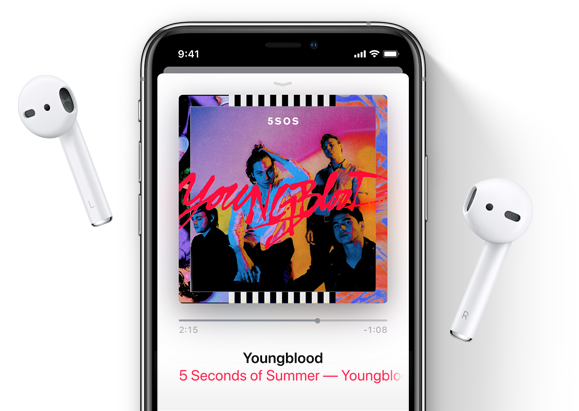 9:41
5SOS
Youngblood
2:15 -1:08
Youngblood
5 Seconds of Summer — Youngblo
L
R